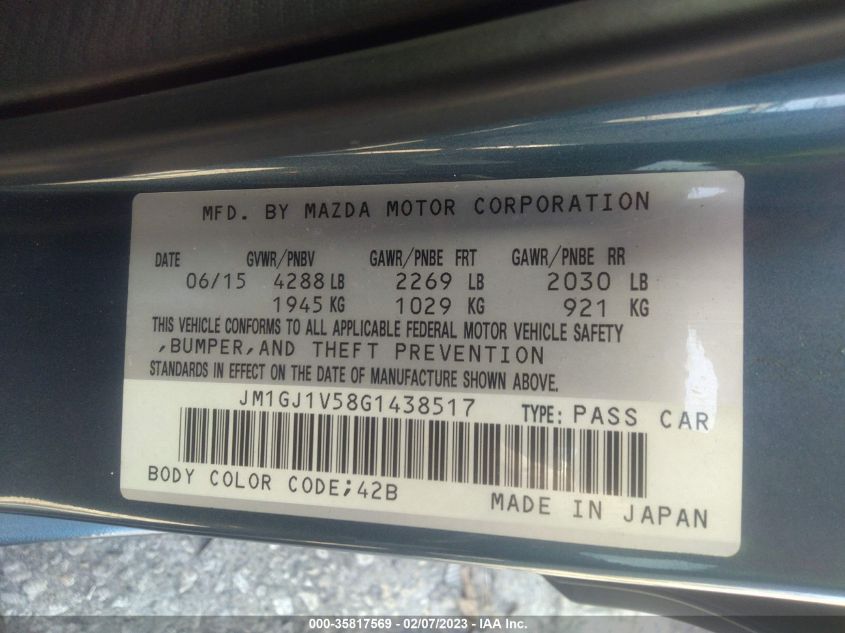 MFD. BY MAZDA MOTOR CORPORATION
DATE GVWR/PNBV GAWR/PNBE FRT GAWR/PNBE RR
06/15 4288 LB 2269 LB 2030 LB
1945 KG 1029 KG 921 KG
THIS VEHICLE CONFORMS TO ALL APPLICABLE FEDERAL MOTOR VEHICLE SAFETY
,BUMPER,AND THEFT PREVENTION
STANDARDS IN EFFECT ON THE DATE OF MANUFACTURE SHOWN ABOVE.
JM1GJ1V58G1438517 TYPE: PASS CAR
BODY COLOR CODE;42B
MADE IN JAPAN
000-35817569 - 02/07/2023 - IAA Inc.